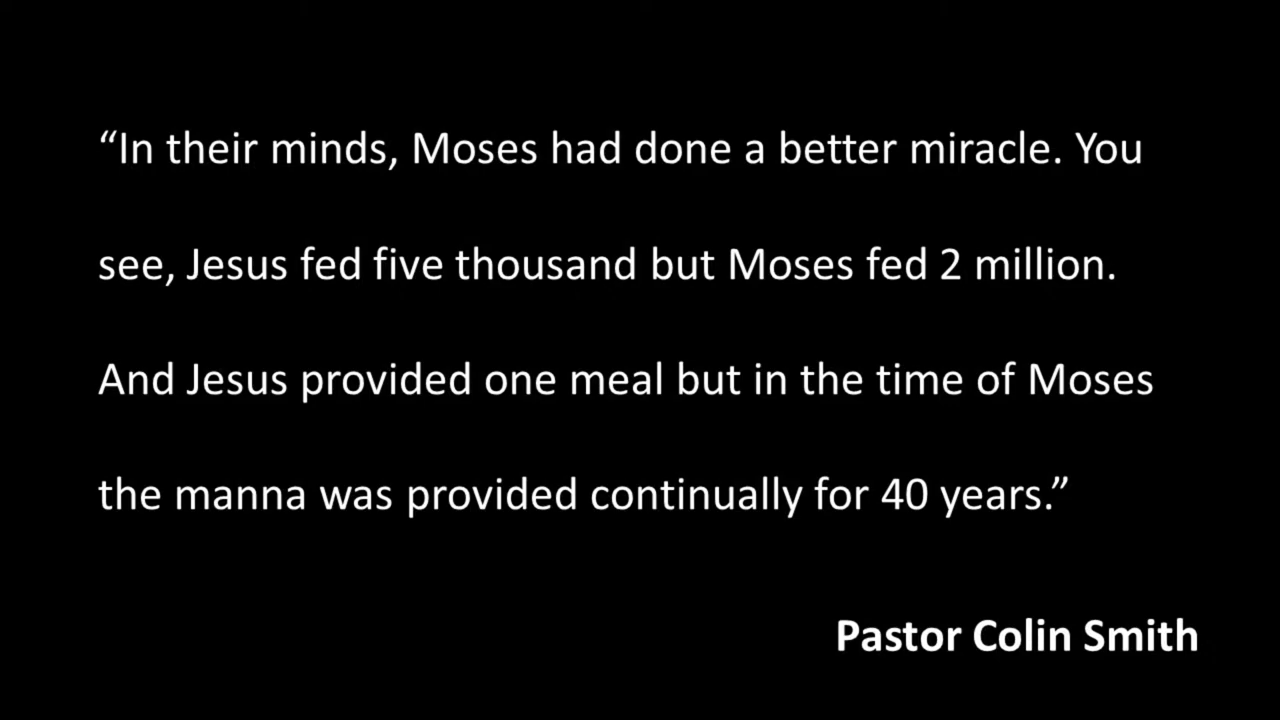 “In their minds, Moses had done a better miracle. You
see, Jesus fed five thousand but Moses fed 2 million.
And Jesus provided one meal but in the time of Moses
the manna was provided continually for 40 years.”
Pastor Colin Smith